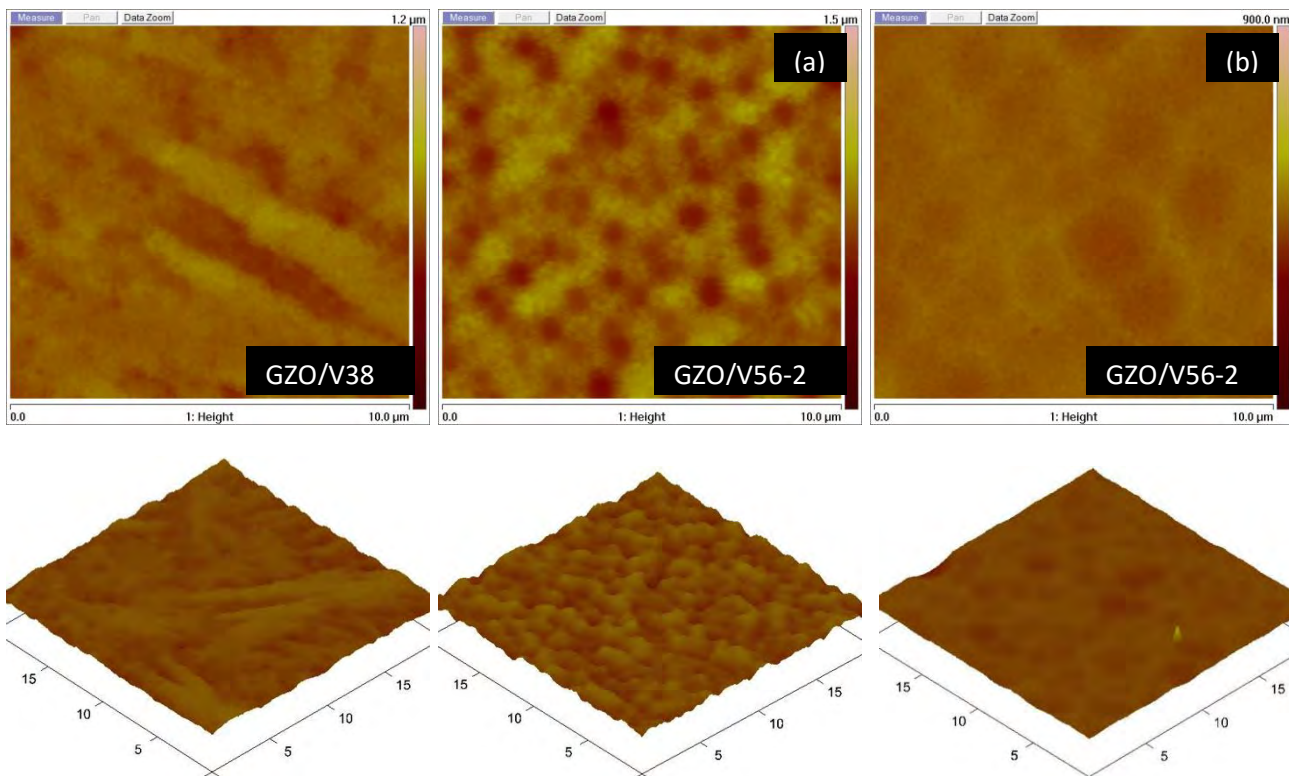 Measure Pan Data Zoom 1.2 µm
GZO/V38
0.0 1: Height 10.0 µm
Measure Pan Data Zoom 1.5 µm
(a)
GZO/V56-2
0.0 1: Height 10.0 µm
Measure Pan Data Zoom 900.0 nm
(b)
GZO/V56-2
0.0 1: Height 10.0 µm
15 10 5 5 10 15
15 10 5 5 10 15
15 10 5 5 10 15